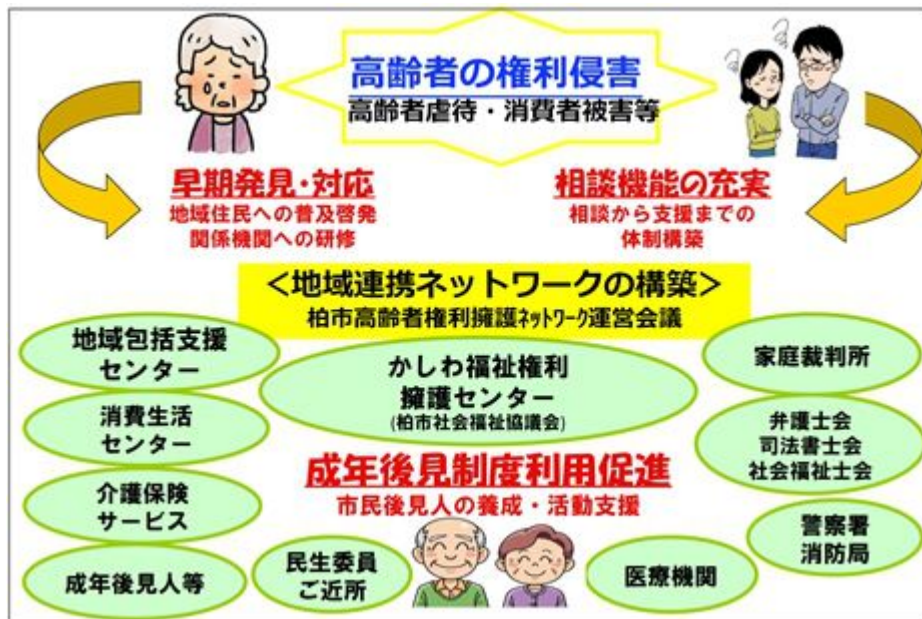 高齢者の権利侵害
高齢者虐待・消費者被害等
早期発見・対応
地域住民への普及啓発
関係機関への研修
相談機能の充実
相談から支援までの
体制構築
＜地域連携ネットワークの構築＞
柏市高齢者権利擁護ﾈｯﾄﾜｰｸ運営会議
地域包括支援
センター
かしわ福祉権利
擁護センター
(柏市社会福祉協議会)
家庭裁判所
消費生活
センター
弁護士会
司法書士会
社会福祉士会
成年後見制度利用促進
市民後見人の養成・活動支援
介護保険
サービス
警察署
消防局
成年後見人等
民生委員
ご近所
医療機関